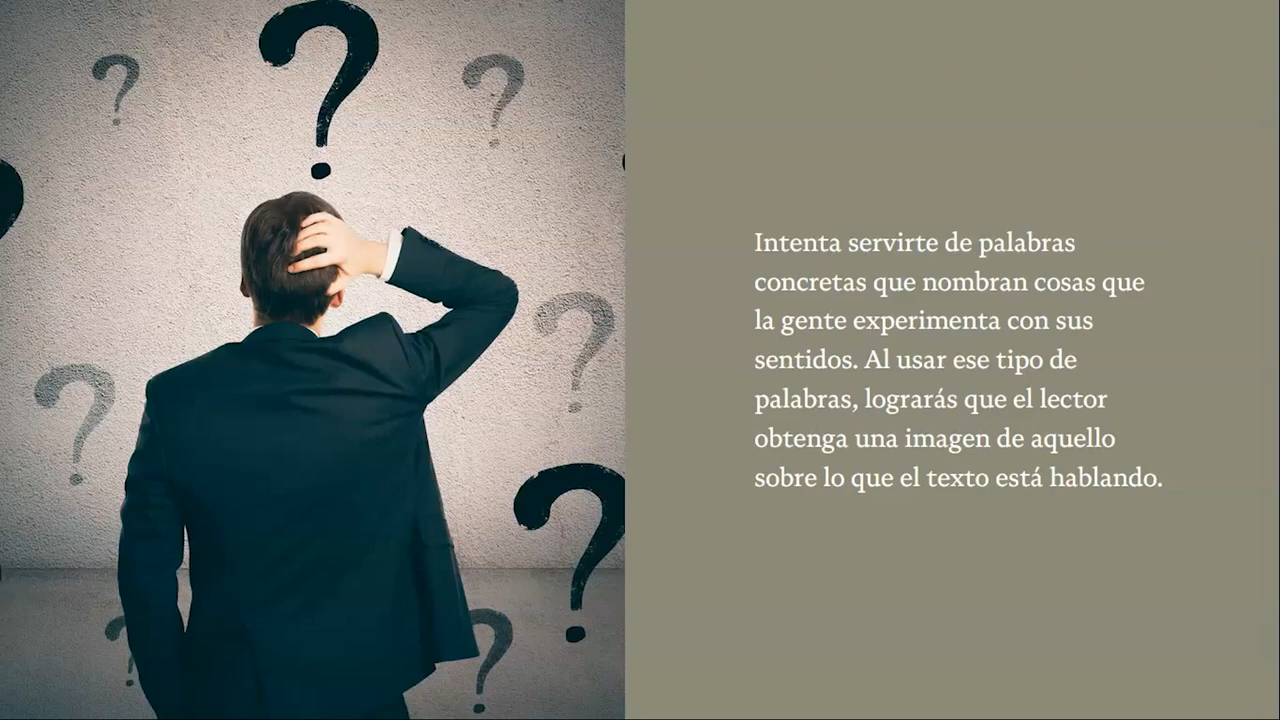 Intenta servirte de palabras
concretas que nombran cosas que
la gente experimenta con sus
sentidos. Al usar ese tipo de
palabras, lograrás que el lector
obtenga una imagen de aquello
sobre lo que el texto está hablando.